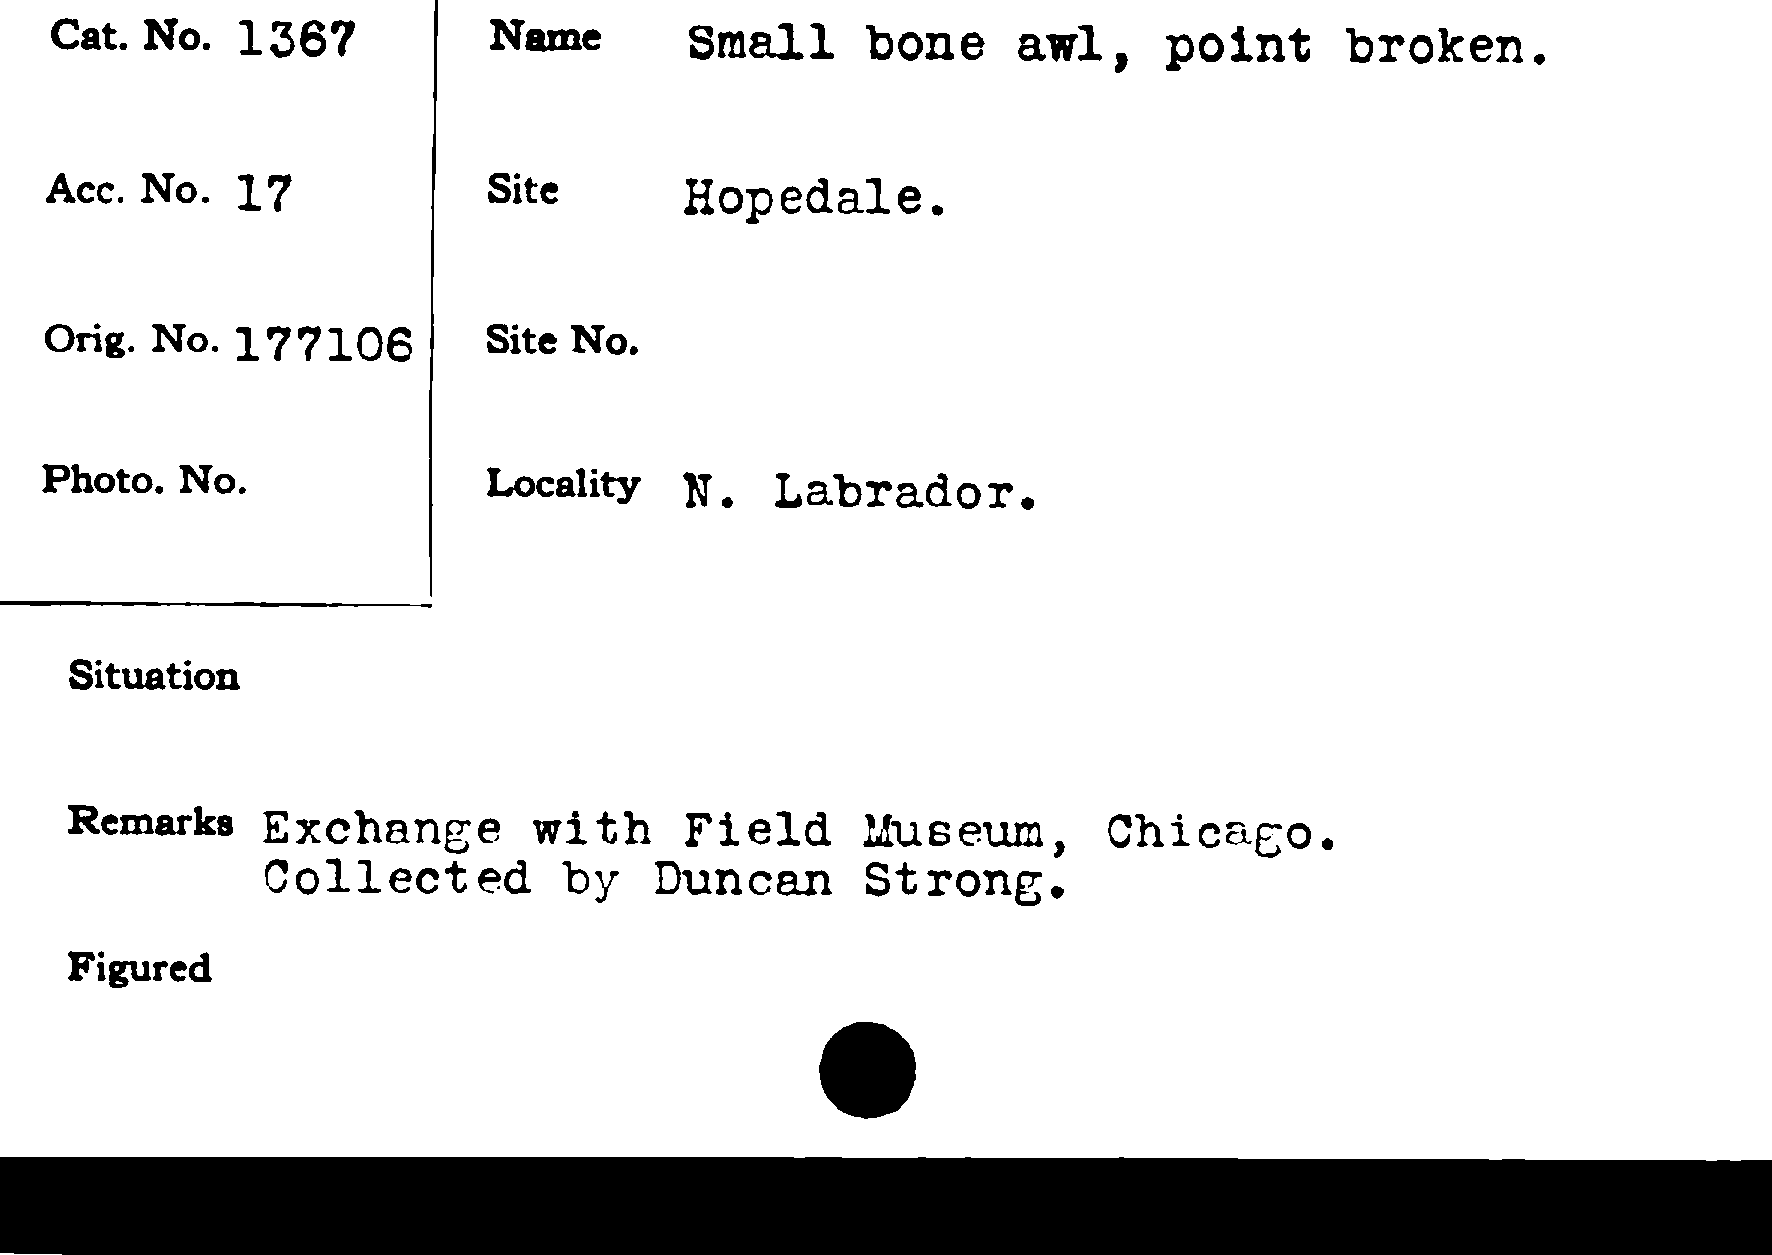 Cat. No. 1367
Name Small bone awl, point broken.
Acc. No. 17
Site Hopedale.
Orig. No. 177106
Site No.
Photo. No.
Locality N. Labrador.
Situation
Remarks Exchange with Field Museum, Chicago.
Collected by Duncan Strong.
Figured